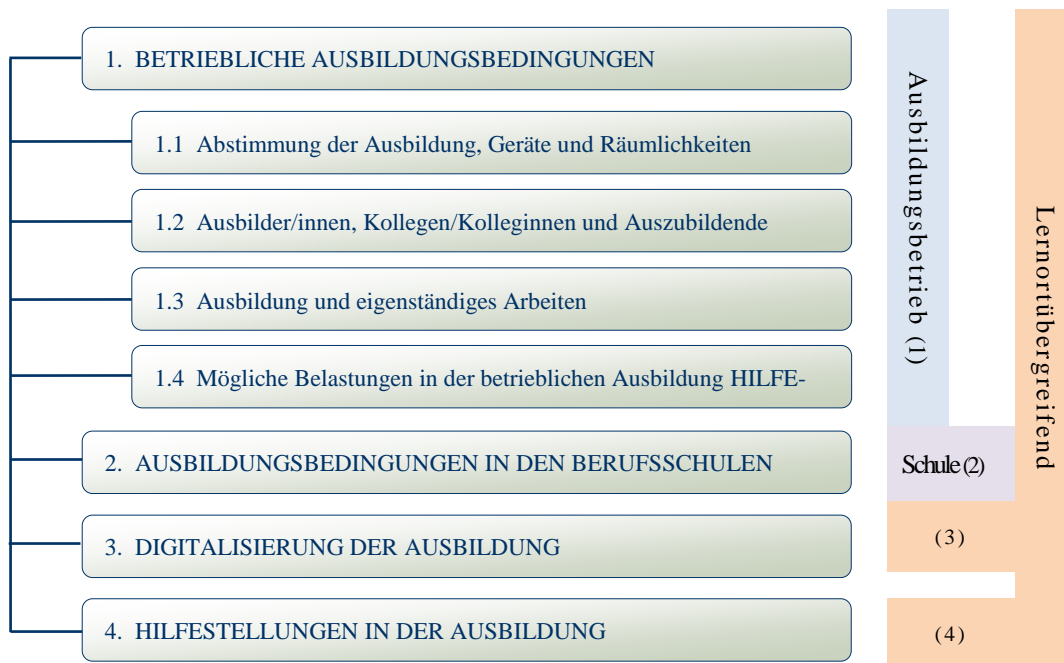 1. BETRIEBLICHE AUSBILDUNGSBEDINGUNGEN
1.1 Abstimmung der Ausbildung, Geräte und Räumlichkeiten
1.2 Ausbilder/innen, Kollegen/Kolleginnen und Auszubildende
1.3 Ausbildung und eigenständiges Arbeiten
1.4 Mögliche Belastungen in der betrieblichen Ausbildung HILFE-
2. AUSBILDUNGSBEDINGUNGEN IN DEN BERUFSSCHULEN
3. DIGITALISIERUNG DER AUSBILDUNG
4. HILFESTELLUNGEN IN DER AUSBILDUNG
Ausbildungsbetrieb (1)
Schule (2)
(3)
(4)
Lernortübergreifend